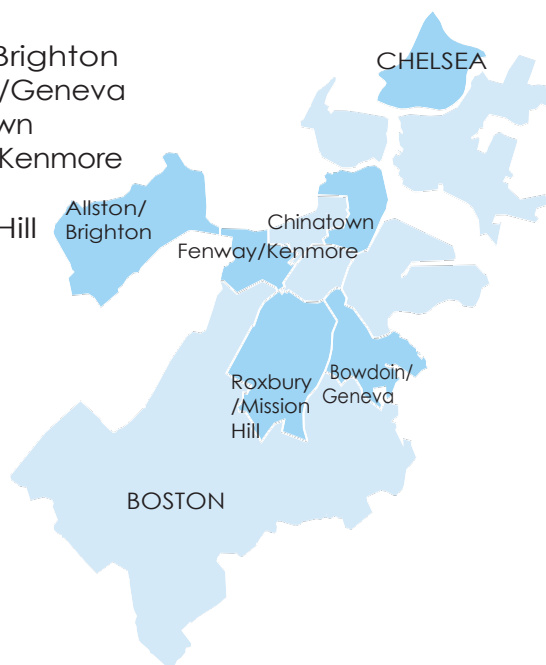 Brighton
/Geneva
wn
Kenmore
Hill
CHELSEA
Allston/
Brighton
Chinatown
Fenway/Kenmore
Roxbury
/Mission
Hill
Bowdoin/
Geneva
BOSTON